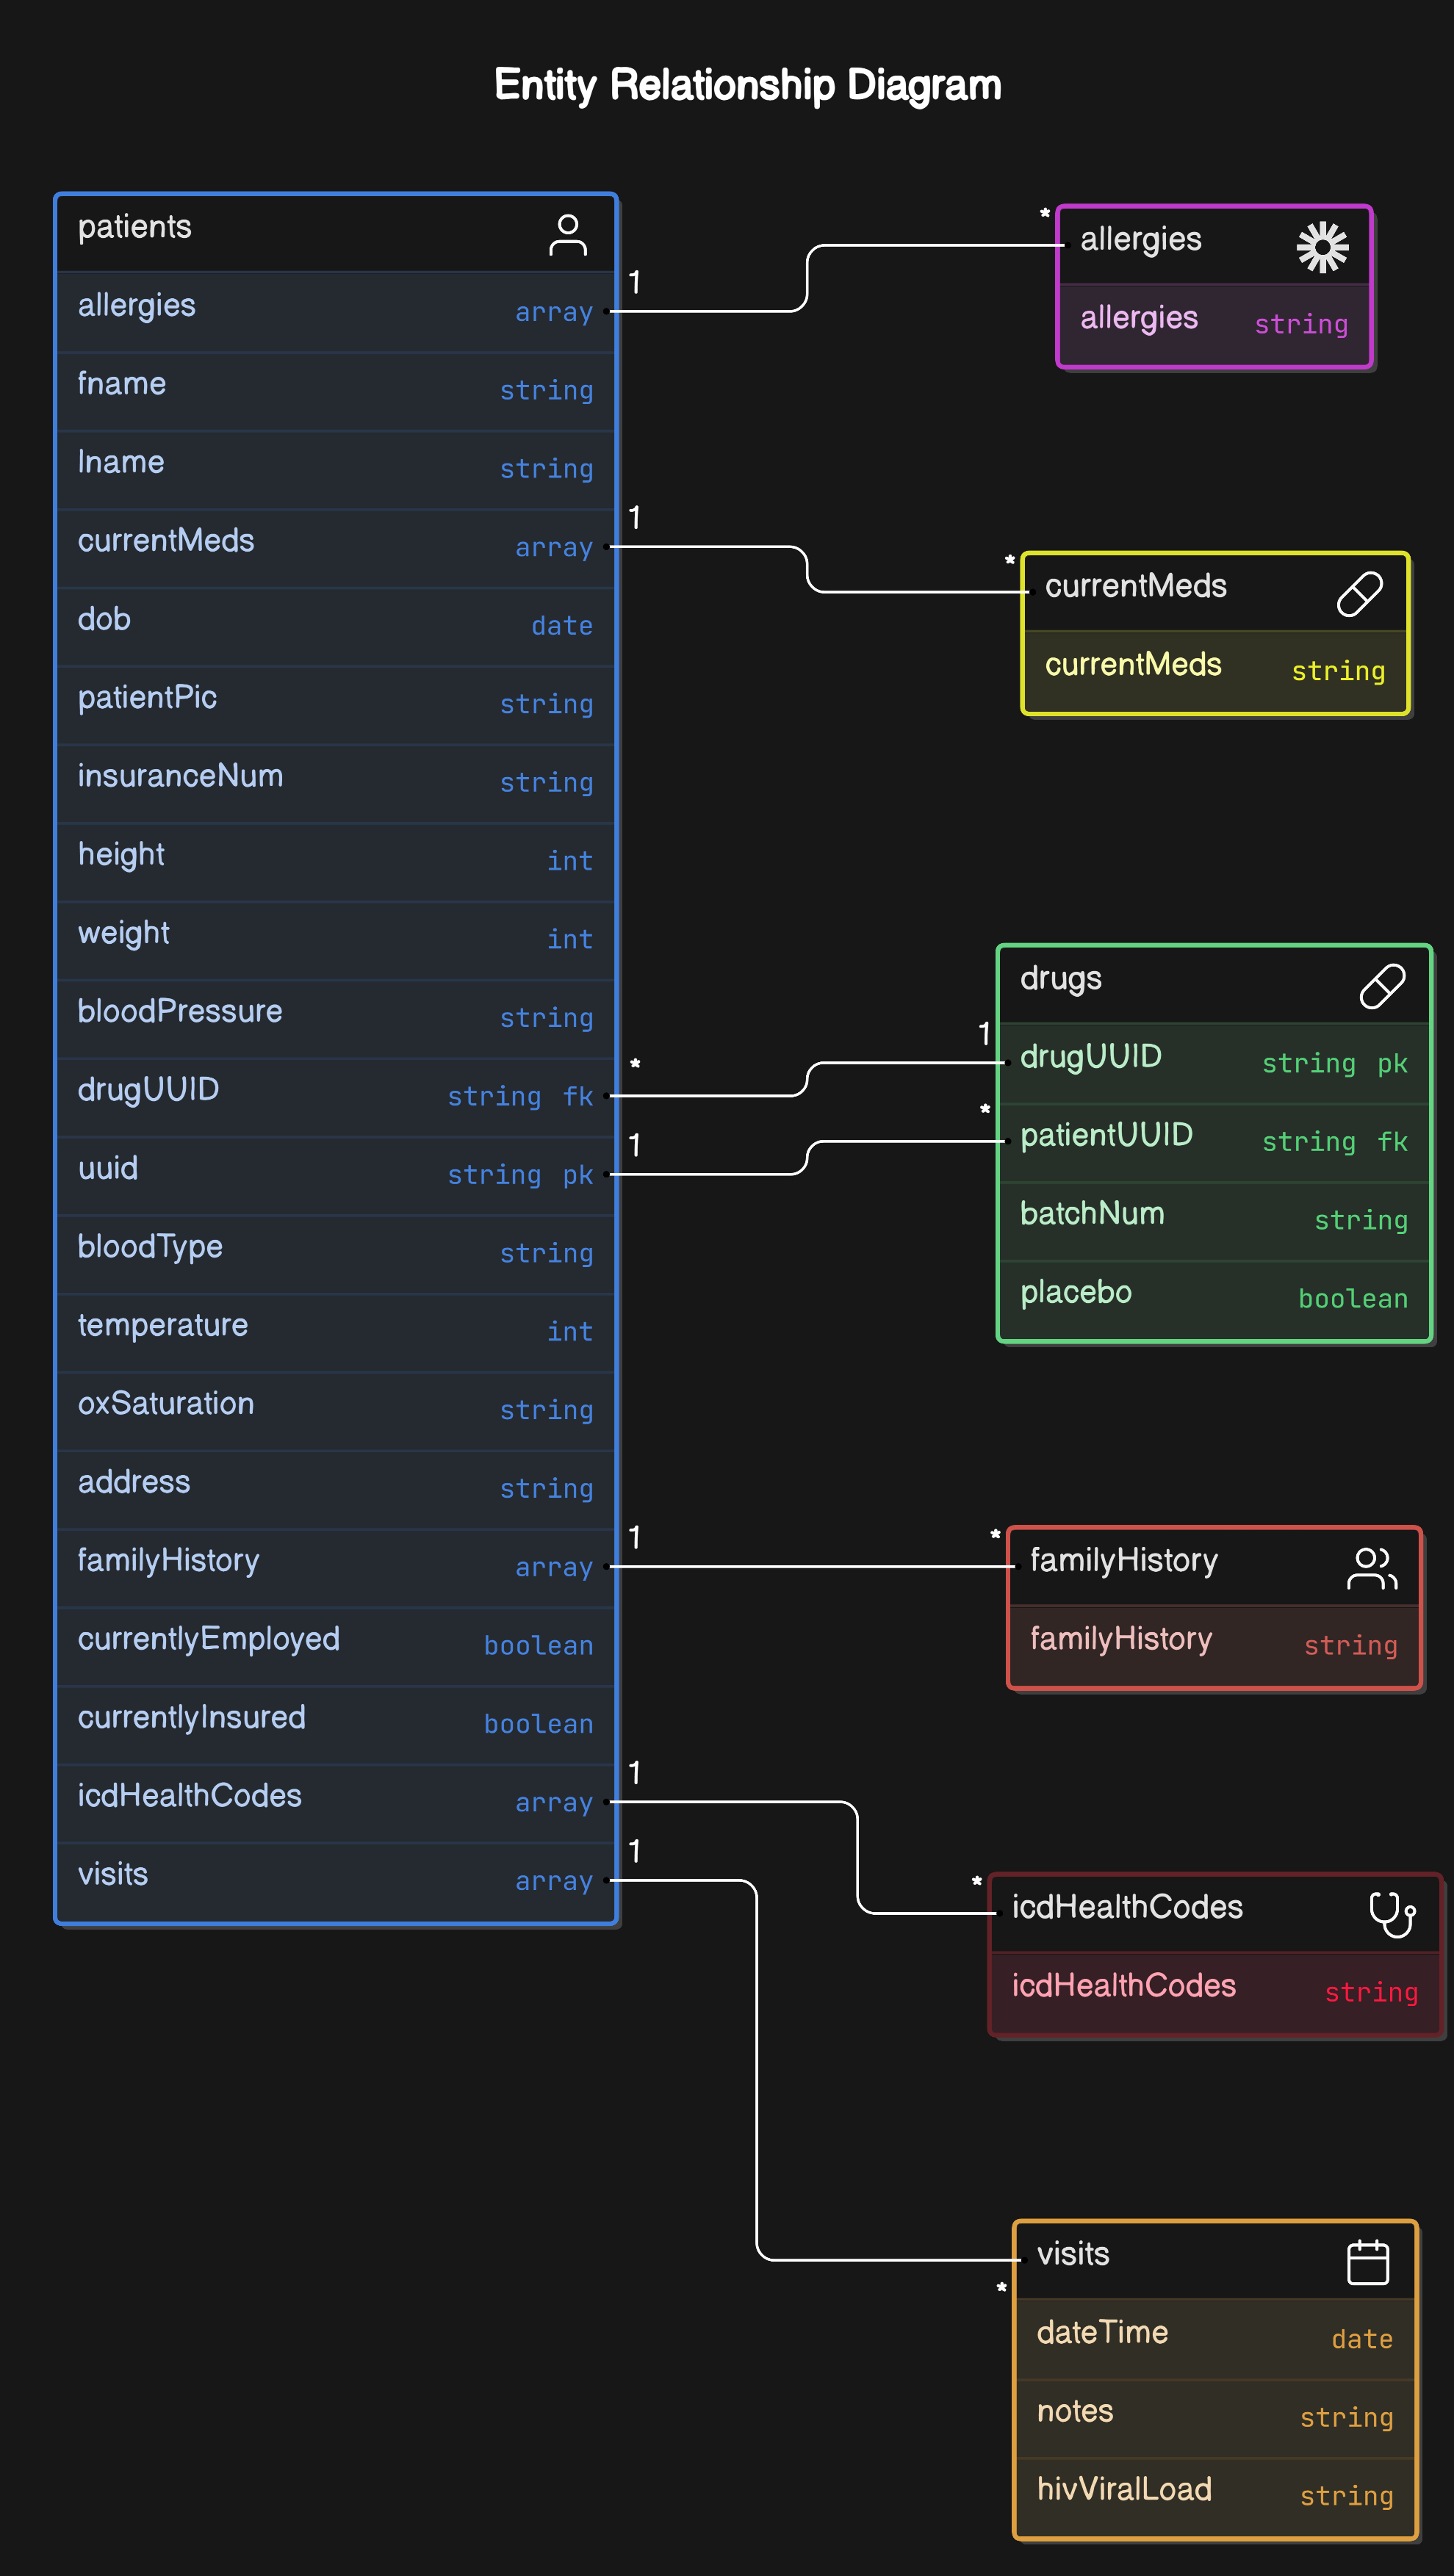 Entity Relationship Diagram
patients
allergies array
fname string
lname string
currentMeds array
dob date
patientPic string
insuranceNum string
height int
weight int
bloodPressure string
drugUUID string fk
uuid string pk
bloodType string
temperature int
oxSaturation string
address string
familyHistory array
currentlyEmployed boolean
currentlyInsured boolean
icdHealthCodes array
visits array
1
1
*
1
1
1
1
*
allergies
allergies string
*
currentMeds
currentMeds string
drugs
1
drugUUID string pk
*
patientUUID string fk
batchNum string
placebo boolean
*
familyHistory
familyHistory string
*
icdHealthCodes
icdHealthCodes string
visits
*
dateTime date
notes string
hivViralLoad string